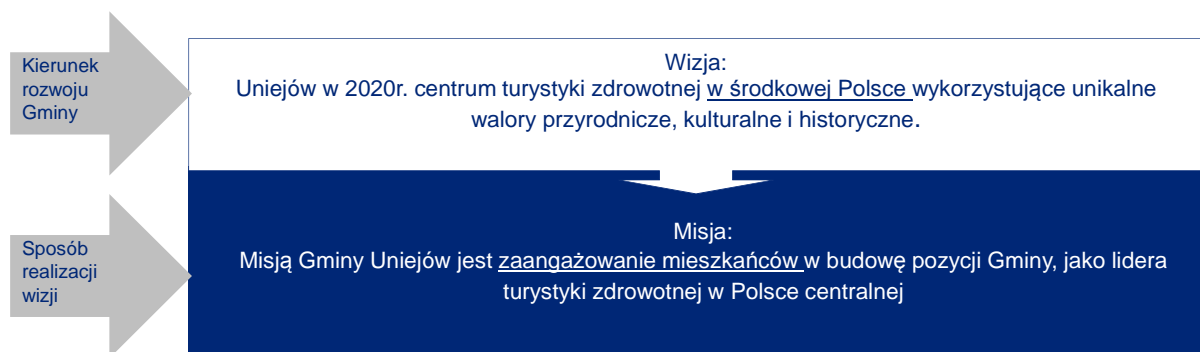 Kierunek
rozwoju
Gminy
Wizja:
Uniejów w 2020r. centrum turystyki zdrowotnej w środkowej Polsce wykorzystujące unikalne
walory przyrodnicze, kulturalne i historyczne.
Sposób
realizacji
wizji
Misja:
Misją Gminy Uniejów jest zaangażowanie mieszkańców w budowę pozycji Gminy, jako lidera
turystyki zdrowotnej w Polsce centralnej